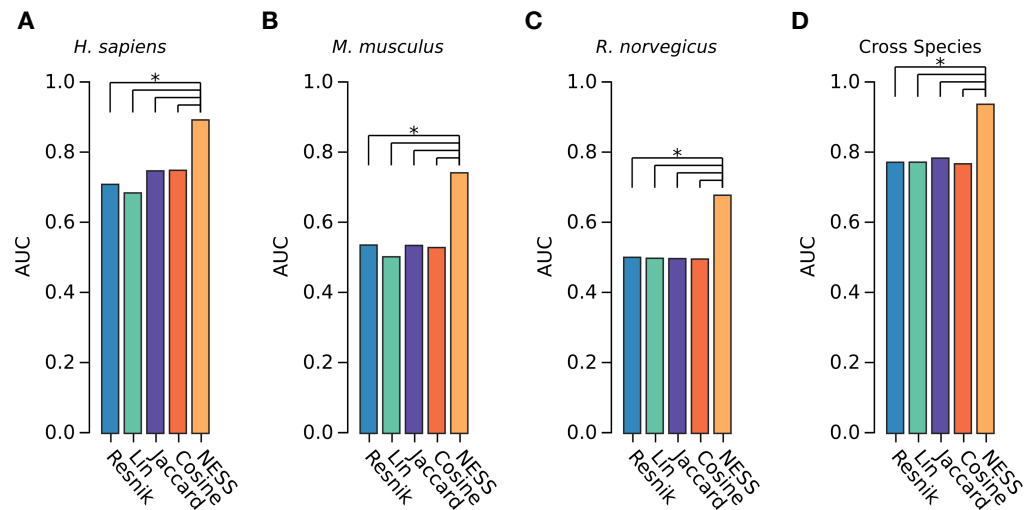 A
H. sapiens
1.0
0.8
0.6
0.4
0.2
0.0
AUC
*
Resnik
Lin
Jaccard
Cosine
NESS
B
M. musculus
1.0
0.8
0.6
0.4
0.2
0.0
AUC
*
Resnik
Lin
Jaccard
Cosine
NESS
C
R. norvegicus
1.0
0.8
0.6
0.4
0.2
0.0
AUC
*
Resnik
Lin
Jaccard
Cosine
NESS
D
Cross Species
1.0
0.8
0.6
0.4
0.2
0.0
AUC
*
Resnik
Lin
Jaccard
Cosine
NESS